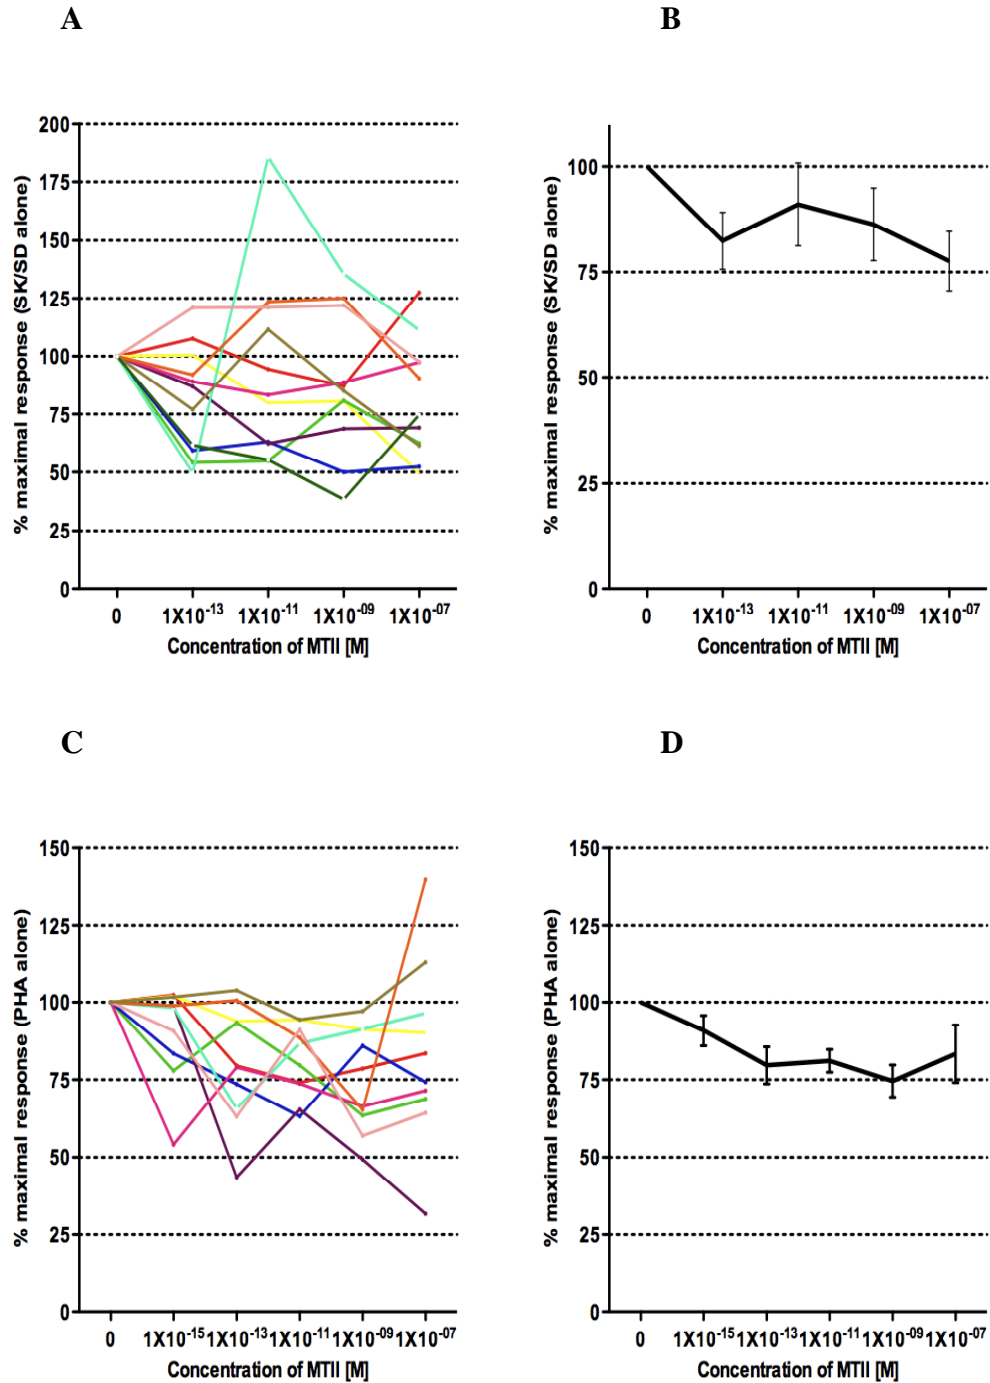 A
B
200
175
150
125
100
75
50
25
0
% maximal response (SK/SD alone)
0 1X10⁻¹³ 1X10⁻¹¹ 1X10⁻⁰⁹ 1X10⁻⁰⁷
Concentration of MTII [M]
100
75
50
25
0
% maximal response (SK/SD alone)
0 1X10⁻¹³ 1X10⁻¹¹ 1X10⁻⁰⁹ 1X10⁻⁰⁷
Concentration of MTII [M]
C
D
150
125
100
75
50
25
0
% maximal response (PHA alone)
0 1X10⁻¹⁵ 1X10⁻¹³ 1X10⁻¹¹ 1X10⁻⁰⁹ 1X10⁻⁰⁷
Concentration of MTII [M]
150
125
100
75
50
25
0
% maximal response (PHA alone)
0 1X10⁻¹⁵ 1X10⁻¹³ 1X10⁻¹¹ 1X10⁻⁰⁹ 1X10⁻⁰⁷
Concentration of MTII [M]